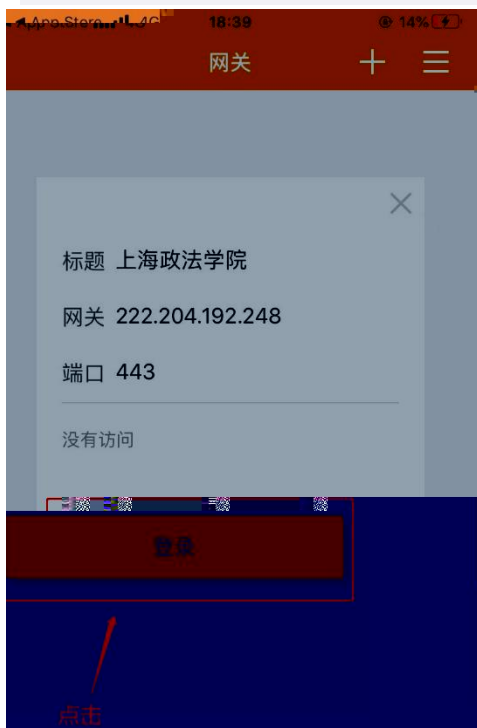 App Store 4G 18:39 14%
网关
标题 上海政法学院
网关 222.204.192.248
端口 443
没有访问
登录
点击